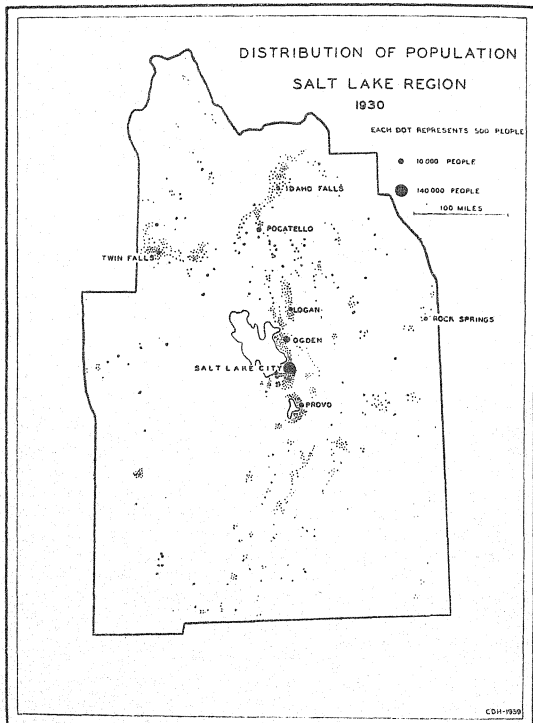 DISTRIBUTION OF POPULATION
SALT LAKE REGION
1930
EACH DOT REPRESENTS 500 PEOPLE
10 000 PEOPLE
140 000 PEOPLE
100 MILES
IDAHO FALLS
POCATELLO
TWIN FALLS
LOGAN
ROCK SPRINGS
OGDEN
SALT LAKE CITY
PROVO
CDH-1939